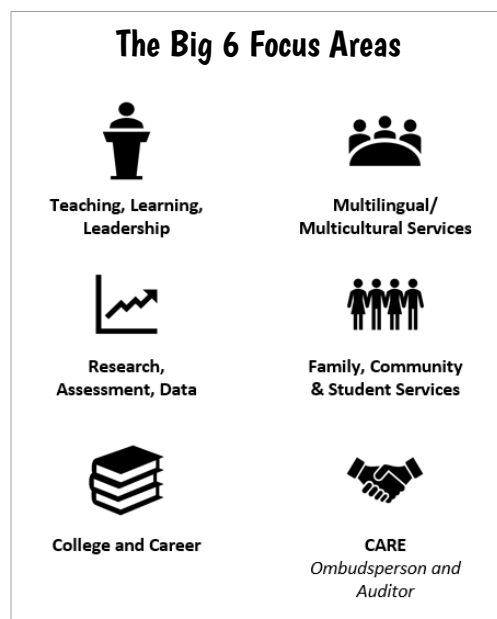 The Big 6 Focus Areas
Teaching, Learning,
Leadership
Multilingual/
Multicultural Services
Research,
Assessment, Data
Family, Community
& Student Services
College and Career
CARE
Ombudsperson and
Auditor